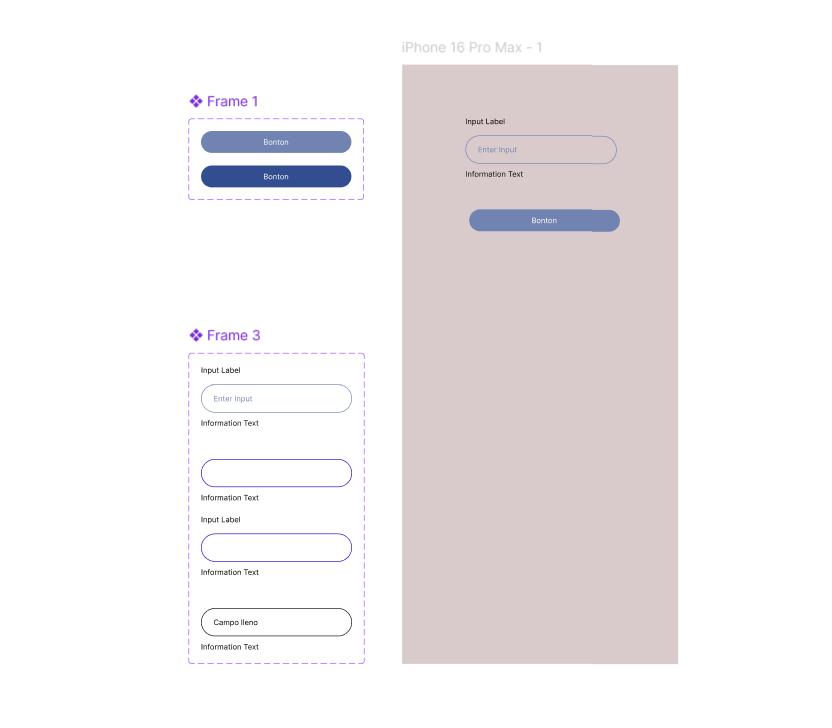 iPhone 16 Pro Max - 1
Frame 1
Bonton
Bonton
Frame 3
Input Label
Enter Input
Information Text
Information Text
Input Label
Information Text
Campo lleno
Information Text
Input Label
Enter Input
Information Text
Bonton